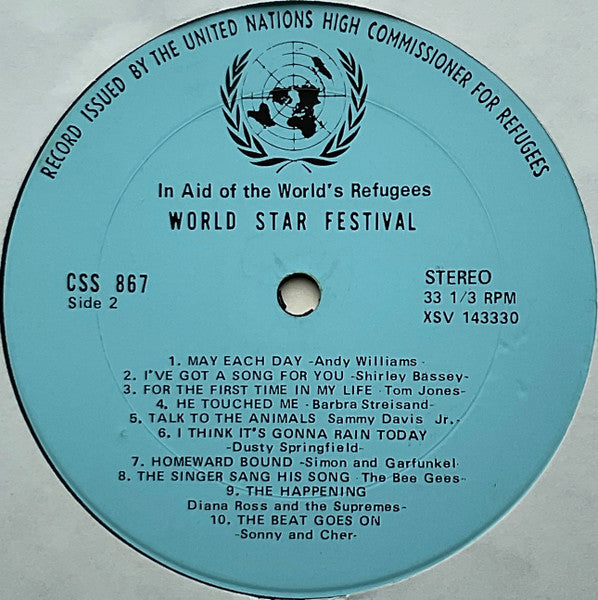 RECORD ISSUED BY THE UNITED NATIONS HIGH COMMISSIONER FOR REFUGEES
In Aid of the World's Refugees
WORLD STAR FESTIVAL
CSS 867
Side 2
STEREO
33 1/3 RPM
XSV 143330
1. MAY EACH DAY -Andy Williams -
2. I'VE GOT A SONG FOR YOU -Shirley Bassey-
3. FOR THE FIRST TIME IN MY LIFE - Tom Jones-
4. HE TOUCHED ME - Barbra Streisand-
5. TALK TO THE ANIMALS Sammy Davis Jr.-
6. I THINK IT'S GONNA RAIN TODAY
-Dusty Springfield-
7. HOMEWARD BOUND -Simon and Garfunkel-
8. THE SINGER SANG HIS SONG - The Bee Gees-
9. THE HAPPENING
Diana Ross and the Supremes-
10. THE BEAT GOES ON
-Sonny and Cher-